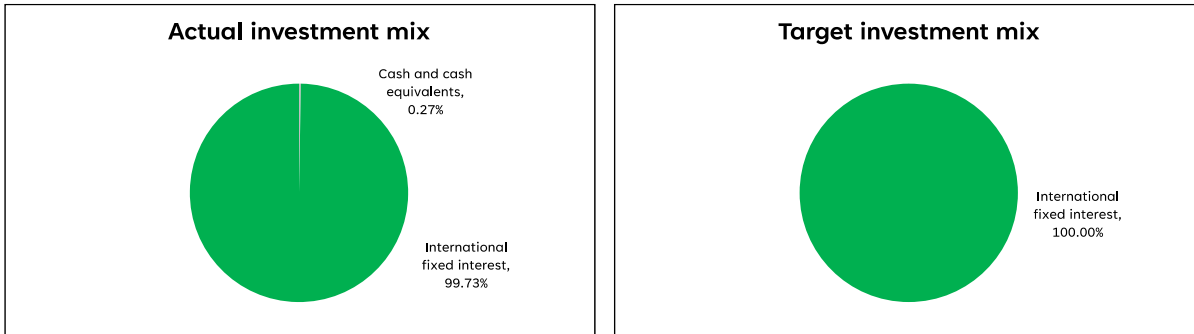 Actual investment mix
Cash and cash
equivalents,
0.27%
International
fixed interest,
99.73%
Target investment mix
International
fixed interest,
100.00%